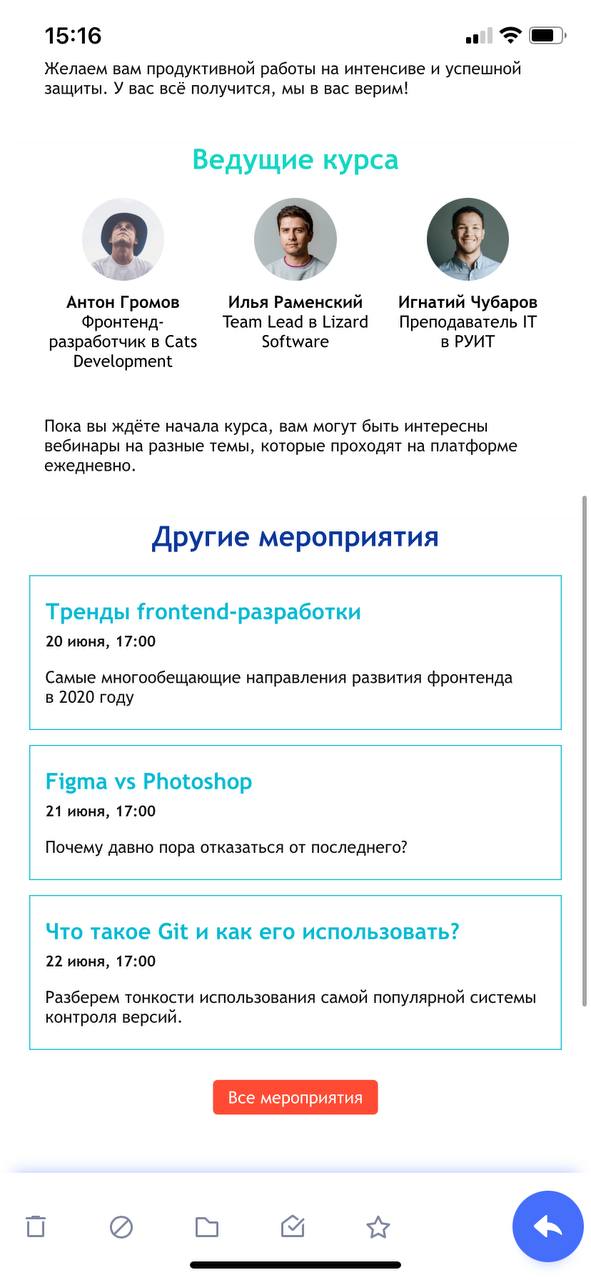 15:16
Желаем вам продуктивной работы на интенсиве и успешной
защиты. У вас всё получится, мы в вас верим!
Ведущие курса
Антон Громов
Фронтенд-
разработчик в Cats
Development
Илья Раменский
Team Lead в Lizard
Software
Игнатий Чубаров
Преподаватель IT
в РУИТ
Пока вы ждёте начала курса, вам могут быть интересны
вебинары на разные темы, которые проходят на платформе
ежедневно.
Другие мероприятия
Тренды frontend-разработки
20 июня, 17:00
Самые многообещающие направления развития фронтенда
в 2020 году
Figma vs Photoshop
21 июня, 17:00
Почему давно пора отказаться от последнего?
Что такое Git и как его использовать?
22 июня, 17:00
Разберем тонкости использования самой популярной системы
контроля версий.
Все мероприятия